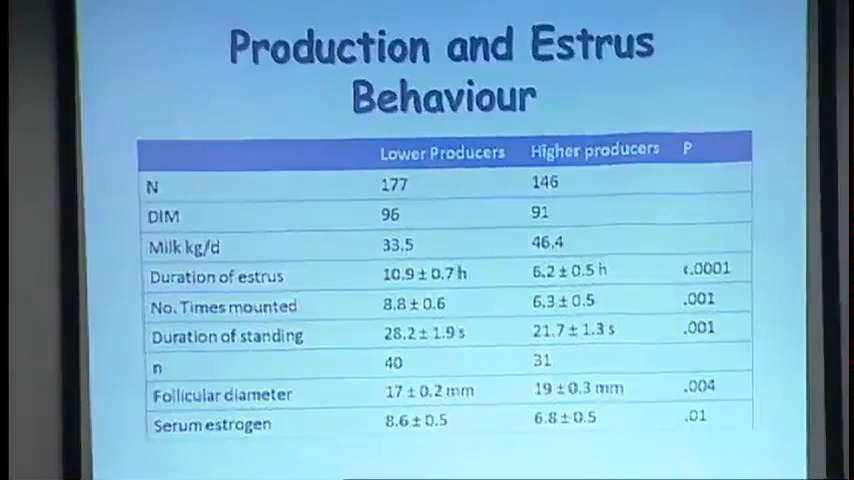 Production and Estrus
Behaviour
Lower Producers Higher producers P
N 177 146
DIM 96 91
Milk kg/d 33.5 46.4
Duration of estrus 10.9 ± 0.7 h 6.2 ± 0.5 h <.0001
No. Times mounted 8.8 ± 0.6 6.3 ± 0.5 .001
Duration of standing 28.2 ± 1.9 s 21.7 ± 1.3 s .001
n 40 31
Follicular diameter 17 ± 0.2 mm 19 ± 0.3 mm .004
Serum estrogen 8.6 ± 0.5 6.8 ± 0.5 .01